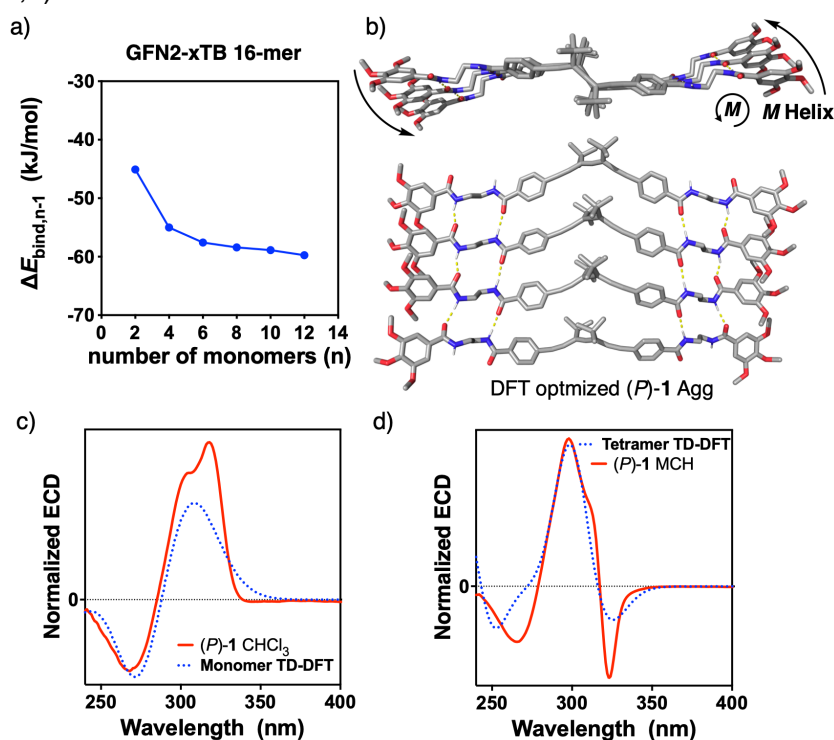 a)
GFN2-xTB 16-mer
ΔE_bind,n-1 (kJ/mol)
-30
-40
-50
-60
-70
0 2 4 6 8 10 12 14
number of monomers (n)
b)
M
M Helix
DFT optmized (P)-1 Agg
c)
Normalized ECD
0
(P)-1 CHCl₃
Monomer TD-DFT
250 300 350 400
Wavelength (nm)
d)
Normalized ECD
Tetramer TD-DFT
(P)-1 MCH
0
250 300 350 400
Wavelength (nm)